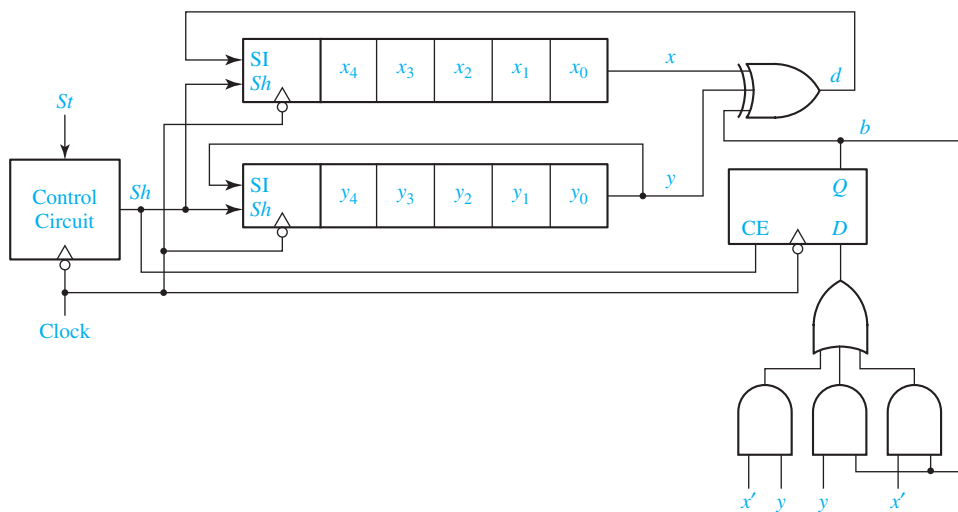 SI x₄ x₃ x₂ x₁ x₀ x d
Sh
St
b
Control Circuit
Sh
SI y₄ y₃ y₂ y₁ y₀ y
Sh
Q
CE D
Clock
x′ y y x′